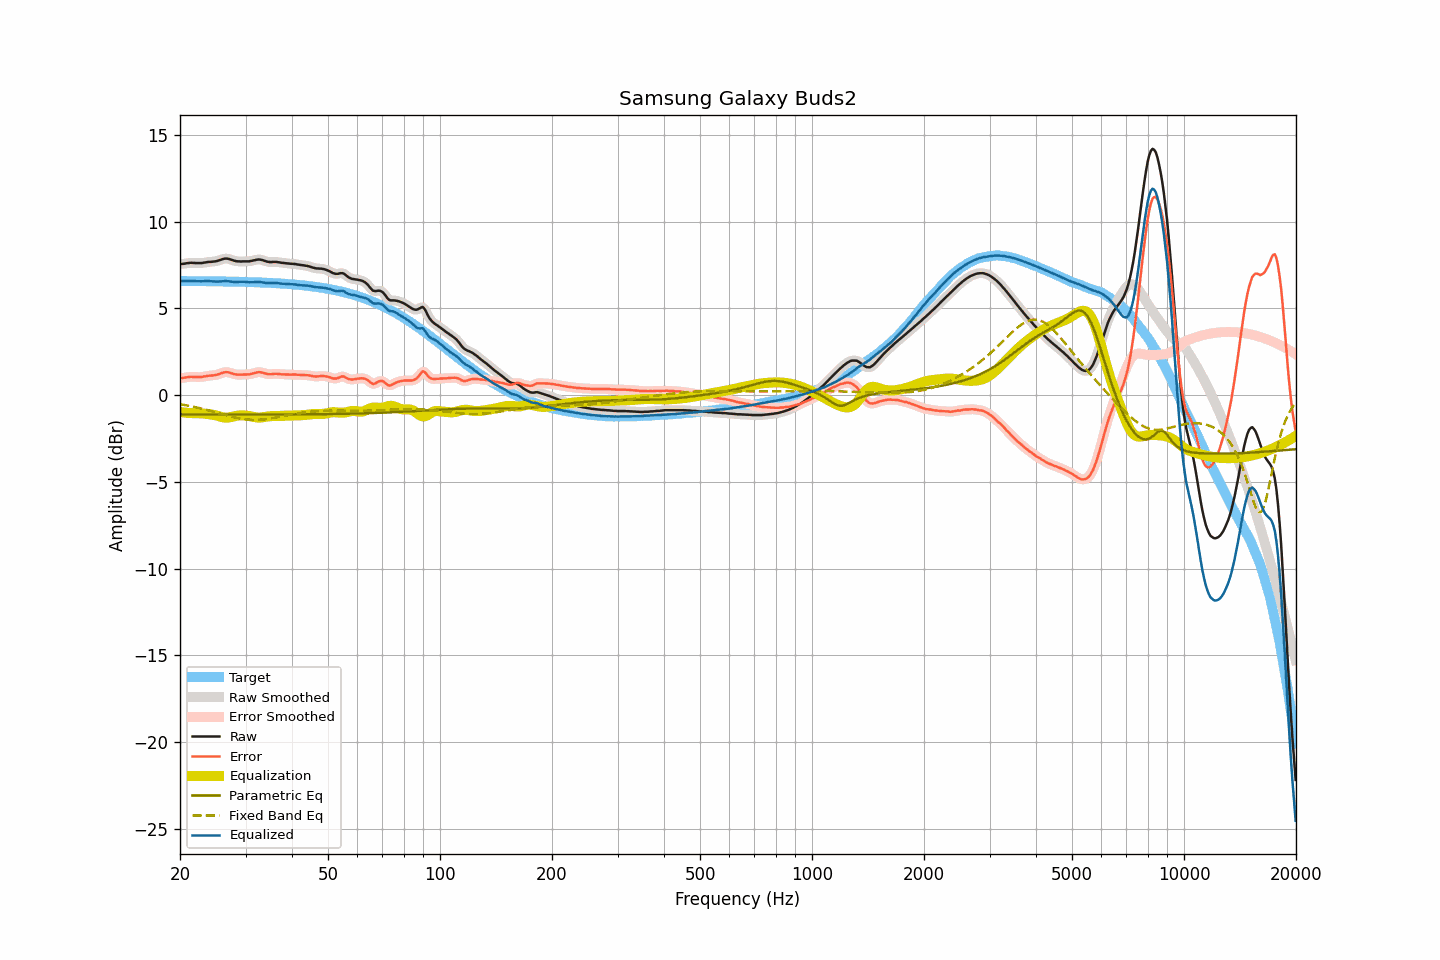 Samsung Galaxy Buds2
15
10
5
0
−5
−10
−15
−20
−25
Amplitude (dBr)
Target
Raw Smoothed
Error Smoothed
Raw
Error
Equalization
Parametric Eq
Fixed Band Eq
Equalized
20 50 100 200 500 1000 2000 5000 10000 20000
Frequency (Hz)